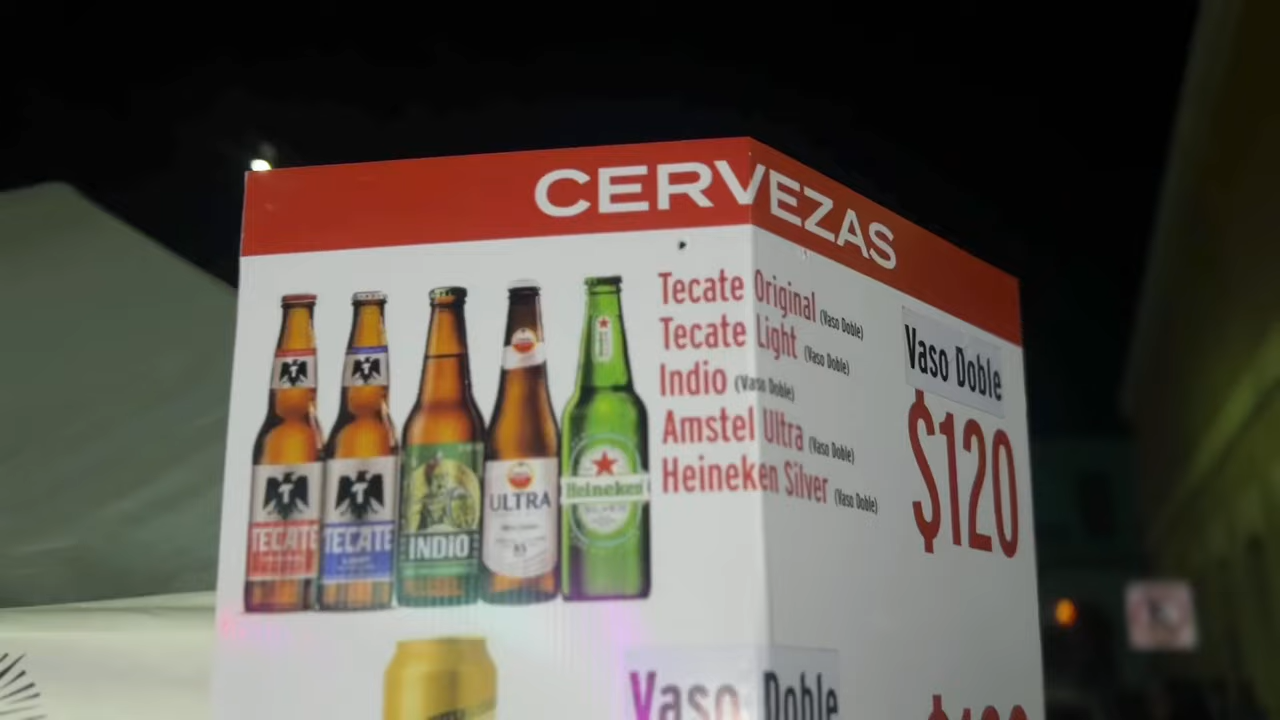 CERVEZAS
Tecate Original (Vaso Doble)
Tecate Light (Vaso Doble)
Indio (Vaso Doble)
Amstel Ultra (Vaso Doble)
Heineken Silver (Vaso Doble)
Vaso Doble
$120
T
TECATE
T
TECATE
INDIO
ULTRA
Heineken
Vaso Doble